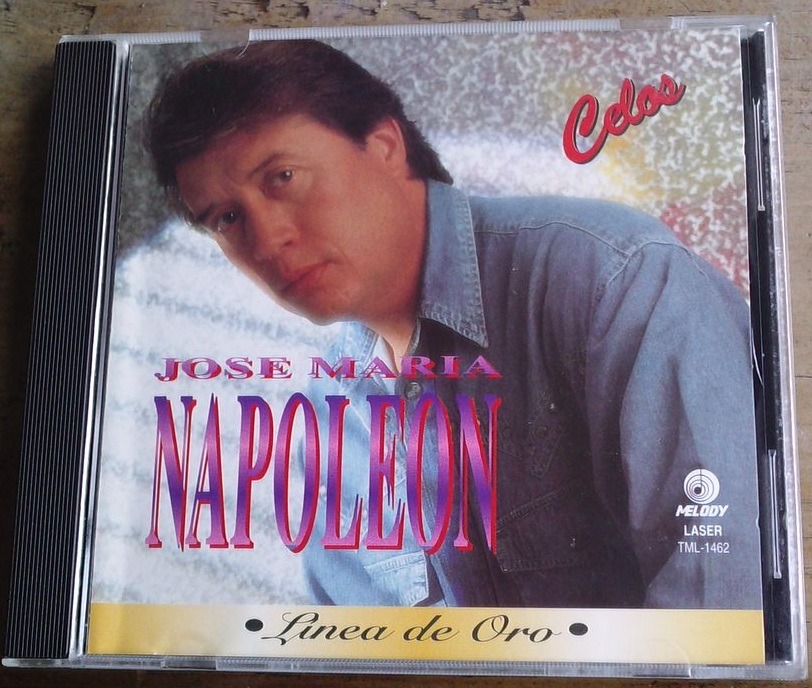 Celos
JOSE MARIA
NAPOLEON
MELODY
LASER
TML-1462
•Linea de Oro•